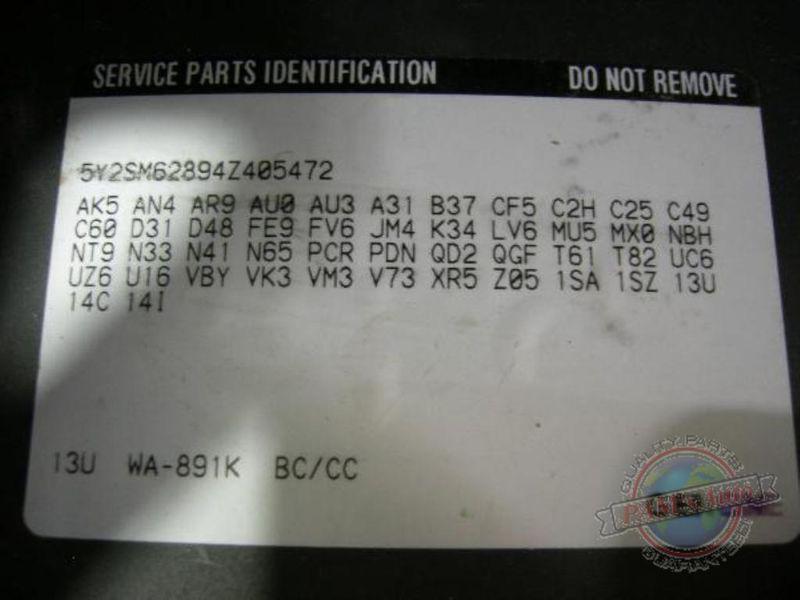 SERVICE PARTS IDENTIFICATION DO NOT REMOVE
5Y2SM62894Z405472
AK5 AN4 AR9 AU0 AU3 A31 B37 CF5 C2H C25 C49
C60 D31 D48 FE9 FV6 JM4 K34 LV6 MU5 MX0 NBH
NT9 N33 N41 N65 PCR PDN QD2 QGF T61 T82 UC6
UZ6 U16 VBY VK3 VM3 V73 XR5 Z05 1SA 1SZ 13U
14C 14I
13U WA-891K BC/CC
QUALITY PARTS
GUARANTEED